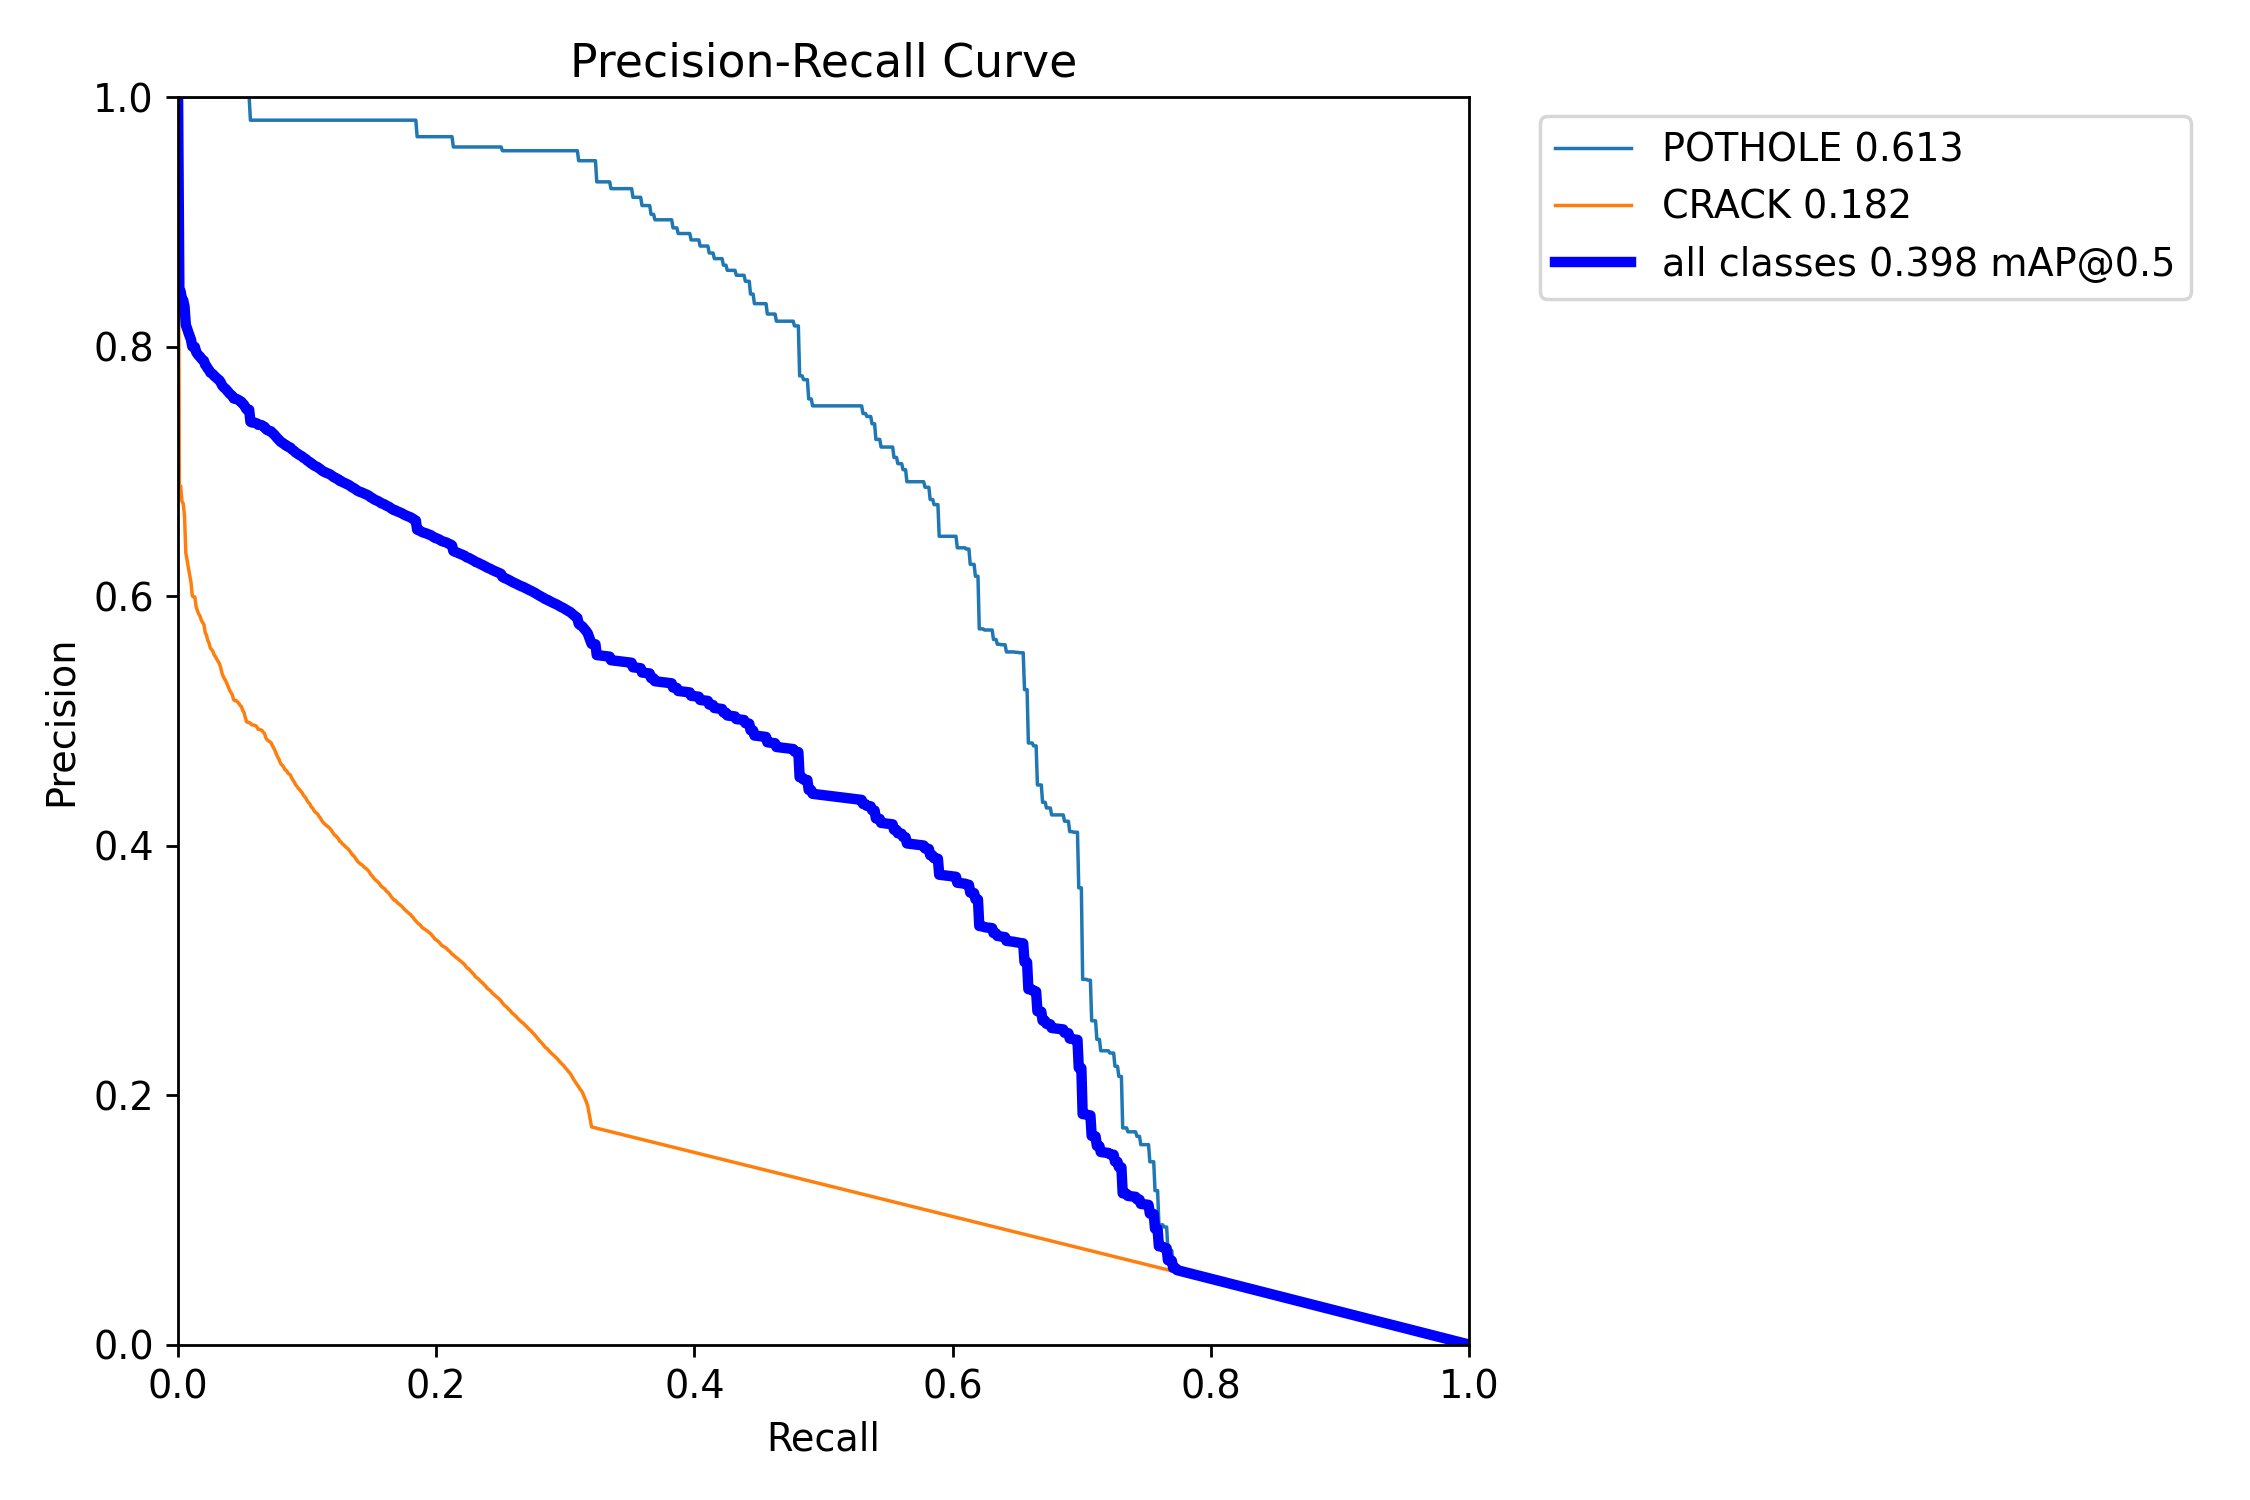 Precision-Recall Curve
POTHOLE 0.613
CRACK 0.182
all classes 0.398 mAP@0.5
Precision
1.0
0.8
0.6
0.4
0.2
0.0
0.0 0.2 0.4 0.6 0.8 1.0
Recall